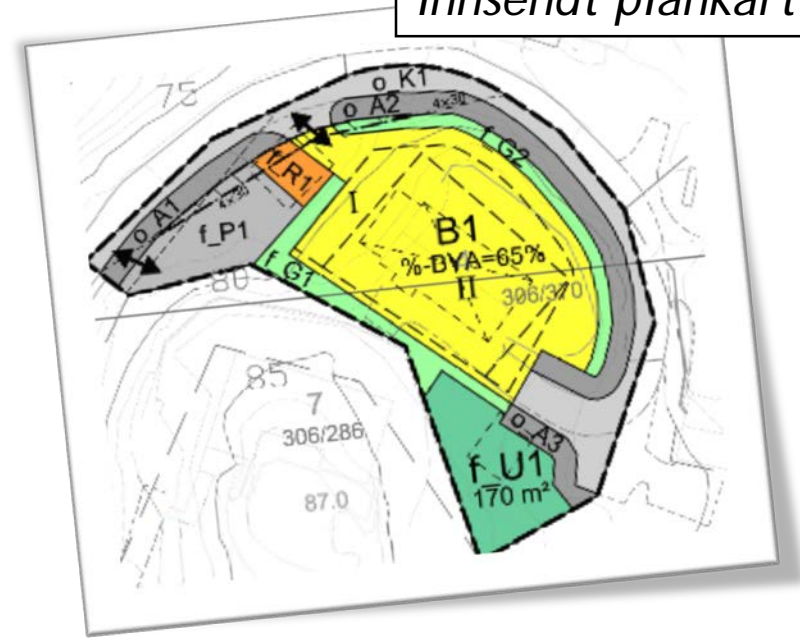 Innsendt plankart
75
o_K1
o_A2
4x30
f_G2
f_R1
I
o_A1
4x30
f_P1
B1
%-BYA=65%
II
306/370
f_G1
80
85
7
306/286
o_A3
f_U1
170 m²
87.0